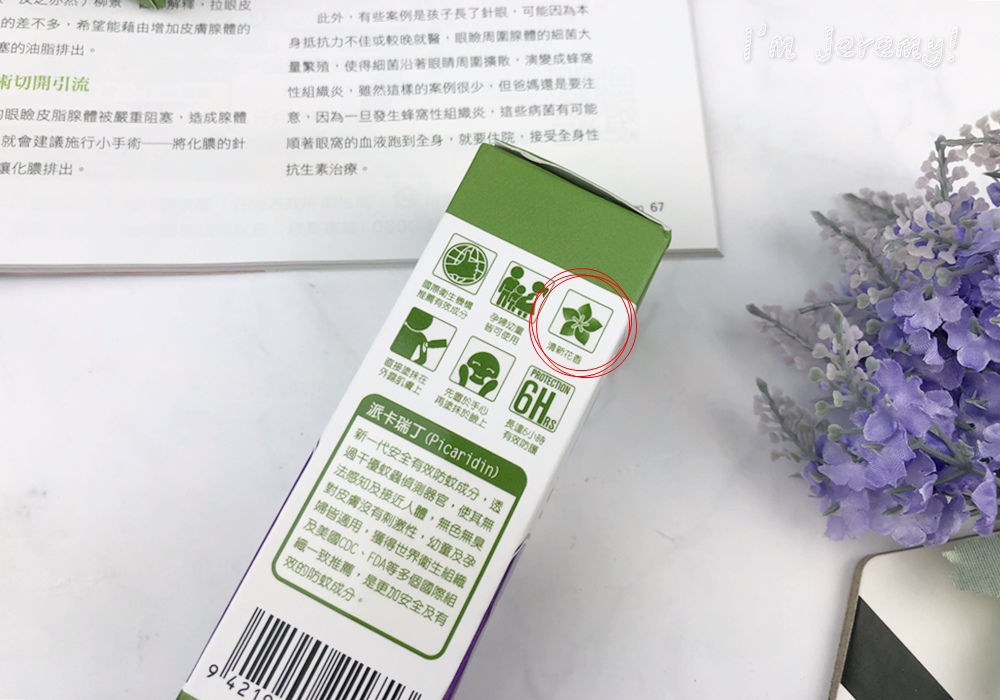 解釋，拉眼皮
的差不多，希望能藉由增加皮膚腺體的
塞的油脂排出。
術切開引流
的眼瞼皮脂腺體被嚴重阻塞，造成腺體
就會建議施行小手術——將化膿的針
讓化膿排出。
此外，有些案例是孩子長了針眼，可能因為本
身抵抗力不佳或較晚就醫，眼瞼周圍腺體的細菌大
量繁殖，使得細菌沿著眼睛周圍擴散，演變成蜂窩
性組織炎，雖然這樣的案例很少，但爸媽還是要注
意，因為一旦發生蜂窩性組織炎，這些病菌有可能
順著眼窩的血液跑到全身，就要住院，接受全身性
抗生素治療。
67
I'm Jeremy!
國際衛生機構
推薦有效成分
孕婦幼童
皆可使用
清新花香
直接塗抹在
外露肌膚上
先噴於手心
再塗抹於臉上
PROTECTION
6HRS
長達6小時
有效防護
派卡瑞丁(Picaridin)
新一代安全有效防蚊成分，透
過干擾蚊蟲偵測器官，使其無
法感知及接近人體，無色無臭
對皮膚沒有刺激性，幼童及孕
婦皆適用，獲得世界衛生組織
及美國CDC、FDA等多個國際組
織一致推薦，是更加安全及有
效的防蚊成分。
9 421